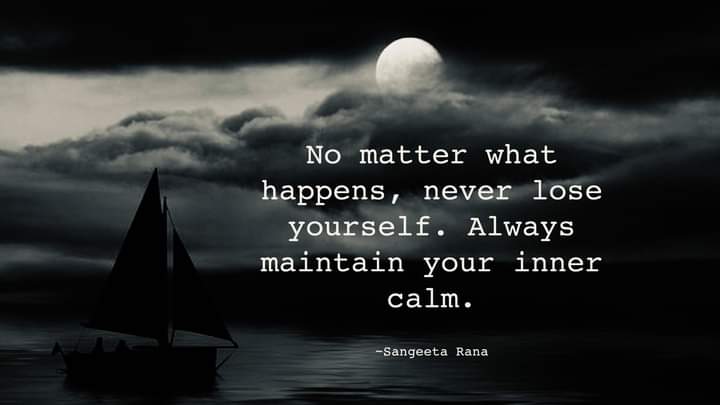 No matter what
happens, never lose
yourself. Always
maintain your inner
calm.
-Sangeeta Rana